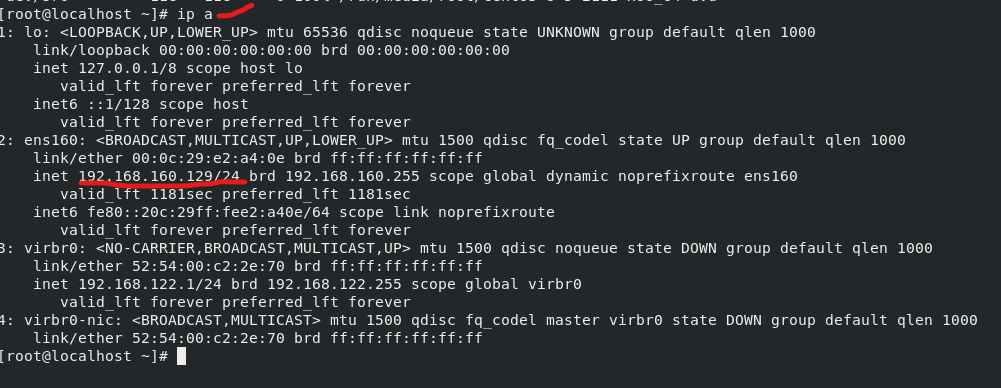 [root@localhost ~]# ip a
1: lo: <LOOPBACK,UP,LOWER_UP> mtu 65536 qdisc noqueue state UNKNOWN group default qlen 1000
    link/loopback 00:00:00:00:00:00 brd 00:00:00:00:00:00
    inet 127.0.0.1/8 scope host lo
       valid_lft forever preferred_lft forever
    inet6 ::1/128 scope host
       valid_lft forever preferred_lft forever
2: ens160: <BROADCAST,MULTICAST,UP,LOWER_UP> mtu 1500 qdisc fq_codel state UP group default qlen 1000
    link/ether 00:0c:29:e2:a4:0e brd ff:ff:ff:ff:ff:ff
    inet 192.168.160.129/24 brd 192.168.160.255 scope global dynamic noprefixroute ens160
       valid_lft 1181sec preferred_lft 1181sec
    inet6 fe80::20c:29ff:fee2:a40e/64 scope link noprefixroute
       valid_lft forever preferred_lft forever
3: virbr0: <NO-CARRIER,BROADCAST,MULTICAST,UP> mtu 1500 qdisc noqueue state DOWN group default qlen 1000
    link/ether 52:54:00:c2:2e:70 brd ff:ff:ff:ff:ff:ff
    inet 192.168.122.1/24 brd 192.168.122.255 scope global virbr0
       valid_lft forever preferred_lft forever
4: virbr0-nic: <BROADCAST,MULTICAST> mtu 1500 qdisc fq_codel master virbr0 state DOWN group default qlen 1000
    link/ether 52:54:00:c2:2e:70 brd ff:ff:ff:ff:ff:ff
[root@localhost ~]#